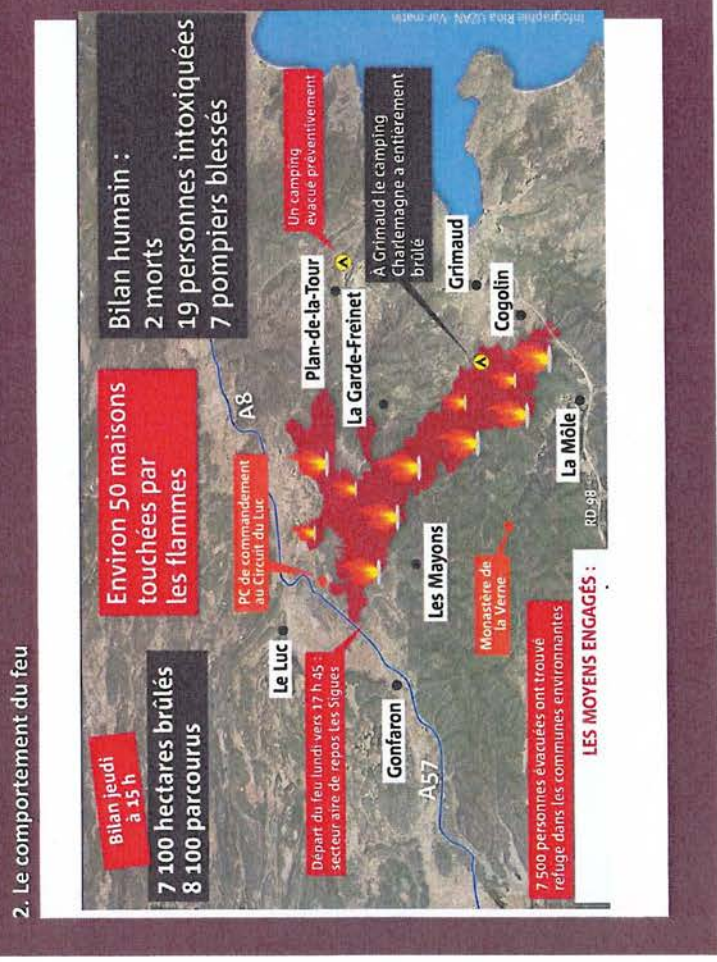 2. Le comportement du feu
Bilan jeudi
à 15 h
7 100 hectares brûlés
8 100 parcourus
Environ 50 maisons
touchées par
les flammes
Bilan humain :
2 morts
19 personnes intoxiquées
7 pompiers blessés
A8
PC de commandement
au Circuit du Luc
Le Luc
Plan-de-la-Tour
Un camping
évacué préventivement
La Garde-Freinet
Départ du feu lundi vers 17 h 45 :
secteur aire de repos Les Sigues
À Grimaud le camping
Charlemagne a entièrement
brûlé
Gonfaron
A57
Les Mayons
Grimaud
Cogolin
Monastère de
la Verne
La Môle
RD 98
7 500 personnes évacuées ont trouvé
refuge dans les communes environnantes
LES MOYENS ENGAGÉS :
Infographie Rina UZAN Var-matin